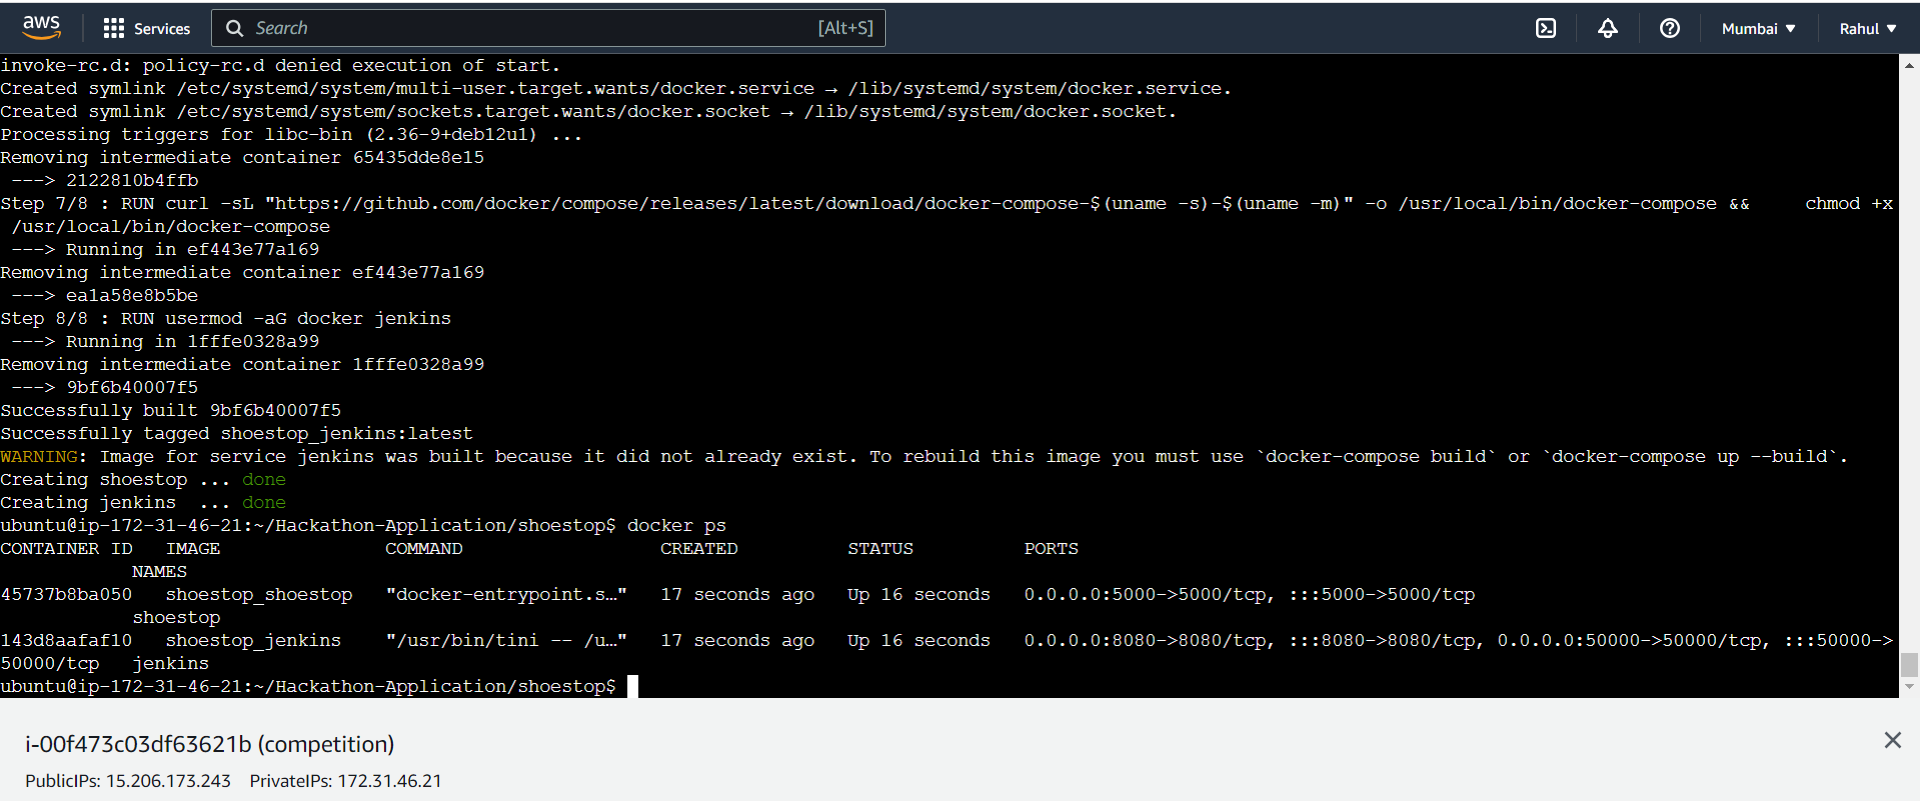 aws Services Search [Alt+S] Mumbai ▼ Rahul ▼
invoke-rc.d: policy-rc.d denied execution of start.
Created symlink /etc/systemd/system/multi-user.target.wants/docker.service → /lib/systemd/system/docker.service.
Created symlink /etc/systemd/system/sockets.target.wants/docker.socket → /lib/systemd/system/docker.socket.
Processing triggers for libc-bin (2.36-9+deb12u1) ...
Removing intermediate container 65435dde8e15
 ---> 2122810b4ffb
Step 7/8 : RUN curl -sL "https://github.com/docker/compose/releases/latest/download/docker-compose-$(uname -s)-$(uname -m)" -o /usr/local/bin/docker-compose &&     chmod +x
 /usr/local/bin/docker-compose
 ---> Running in ef443e77a169
Removing intermediate container ef443e77a169
 ---> ea1a58e8b5be
Step 8/8 : RUN usermod -aG docker jenkins
 ---> Running in 1fffe0328a99
Removing intermediate container 1fffe0328a99
 ---> 9bf6b40007f5
Successfully built 9bf6b40007f5
Successfully tagged shoestop_jenkins:latest
WARNING: Image for service jenkins was built because it did not already exist. To rebuild this image you must use `docker-compose build` or `docker-compose up --build`.
Creating shoestop ... done
Creating jenkins  ... done
ubuntu@ip-172-31-46-21:~/Hackathon-Application/shoestop$ docker ps
CONTAINER ID   IMAGE               COMMAND                  CREATED          STATUS          PORTS
            NAMES
45737b8ba050   shoestop_shoestop   "docker-entrypoint.s…"   17 seconds ago   Up 16 seconds   0.0.0.0:5000->5000/tcp, :::5000->5000/tcp
            shoestop
143d8aafaf10   shoestop_jenkins    "/usr/bin/tini -- /u…"   17 seconds ago   Up 16 seconds   0.0.0.0:8080->8080/tcp, :::8080->8080/tcp, 0.0.0.0:50000->50000/tcp, :::50000->
50000/tcp   jenkins
ubuntu@ip-172-31-46-21:~/Hackathon-Application/shoestop$
i-00f473c03df63621b (competition)
PublicIPs: 15.206.173.243 PrivateIPs: 172.31.46.21